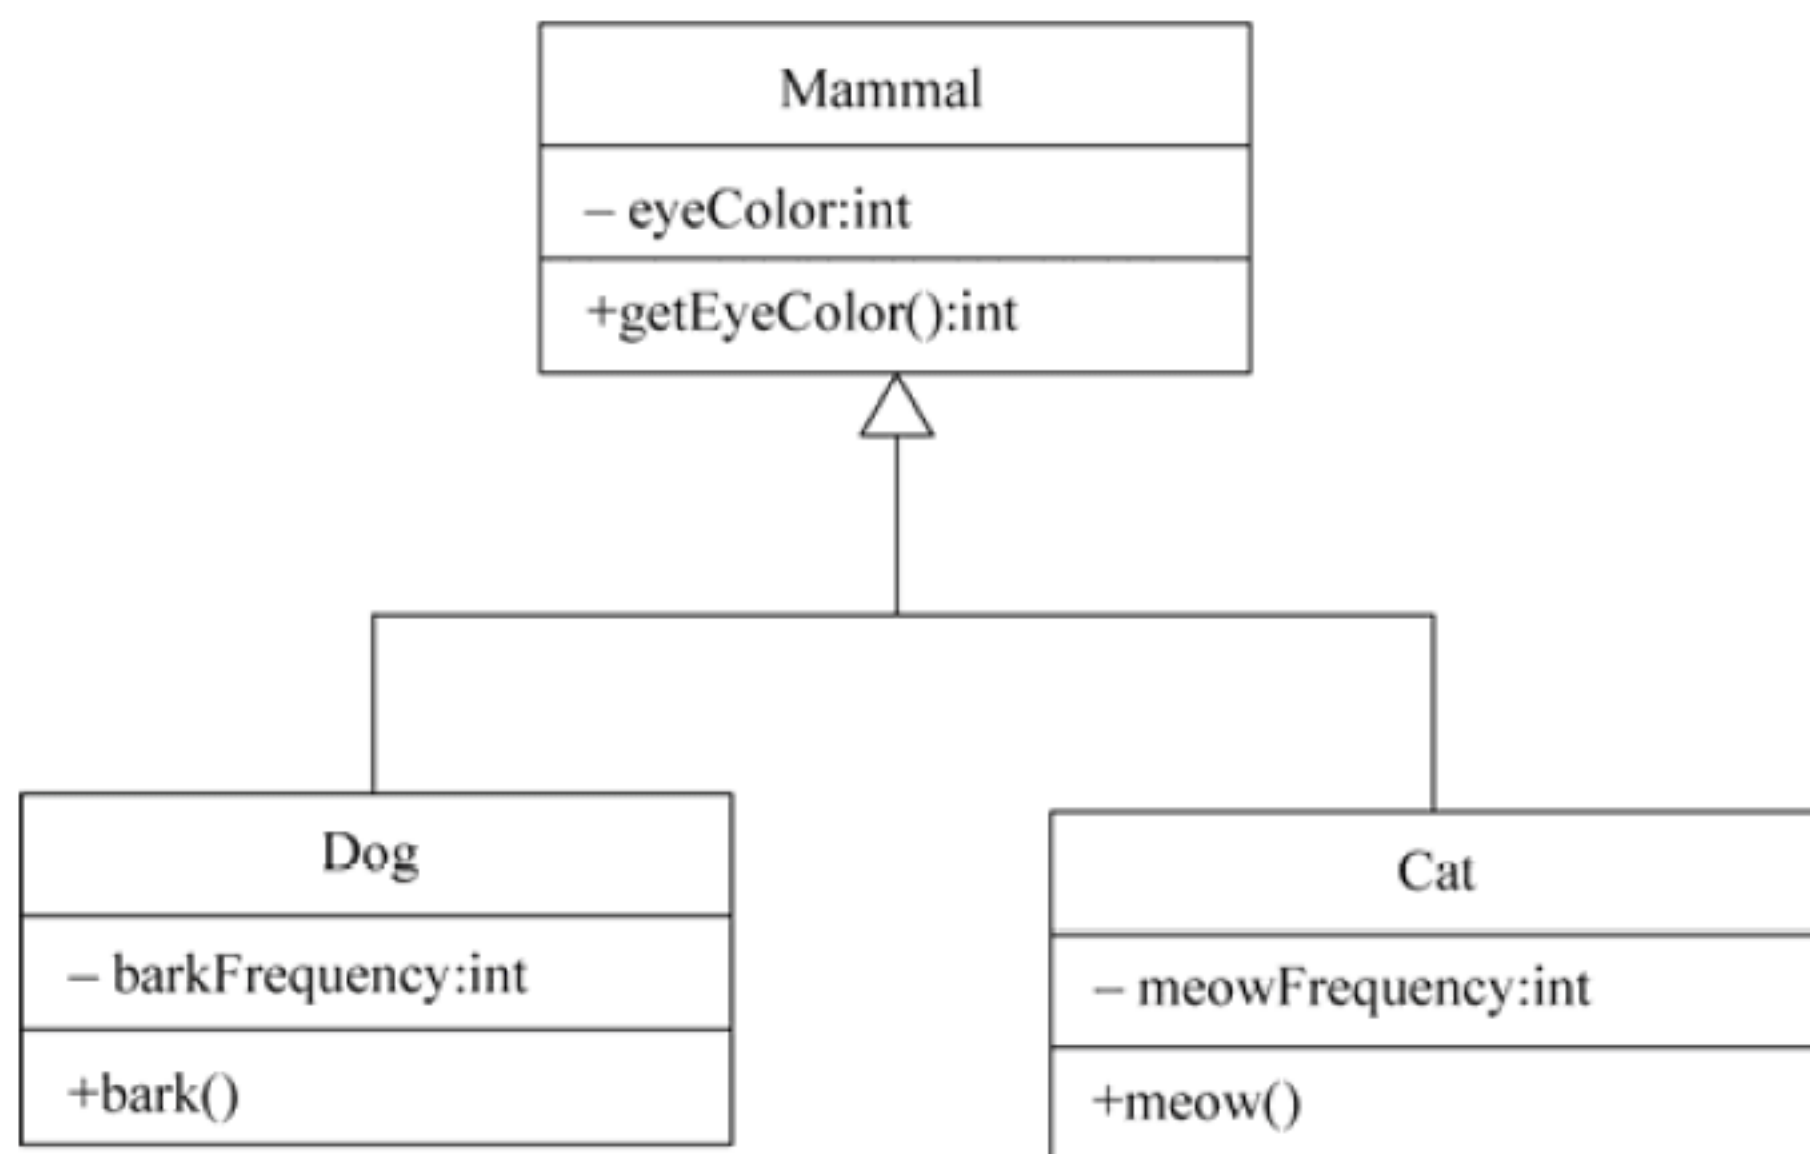 Mammal
– eyeColor:int
+getEyeColor():int
Dog
– barkFrequency:int
+bark()
Cat
– meowFrequency:int
+meow()